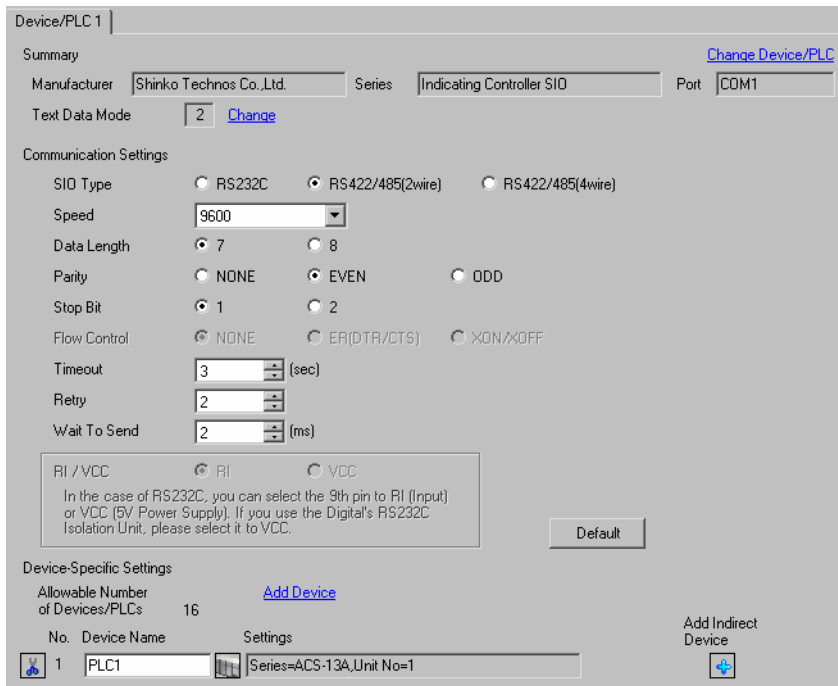 Device/PLC 1
Summary Change Device/PLC
Manufacturer Shinko Technos Co.,Ltd. Series Indicating Controller SIO Port COM1
Text Data Mode 2 Change
Communication Settings
SIO Type RS232C RS422/485(2wire) RS422/485(4wire)
Speed 9600
Data Length 7 8
Parity NONE EVEN ODD
Stop Bit 1 2
Flow Control NONE ER(DTR/CTS) XON/XOFF
Timeout 3 (sec)
Retry 2
Wait To Send 2 (ms)
RI / VCC RI VCC
In the case of RS232C, you can select the 9th pin to RI (Input)
or VCC (5V Power Supply). If you use the Digital's RS232C
Isolation Unit, please select it to VCC.
Default
Device-Specific Settings
Allowable Number Add Device
of Devices/PLCs 16
Add Indirect
Device
No. Device Name Settings
1 PLC1 Series=ACS-13A,Unit No=1